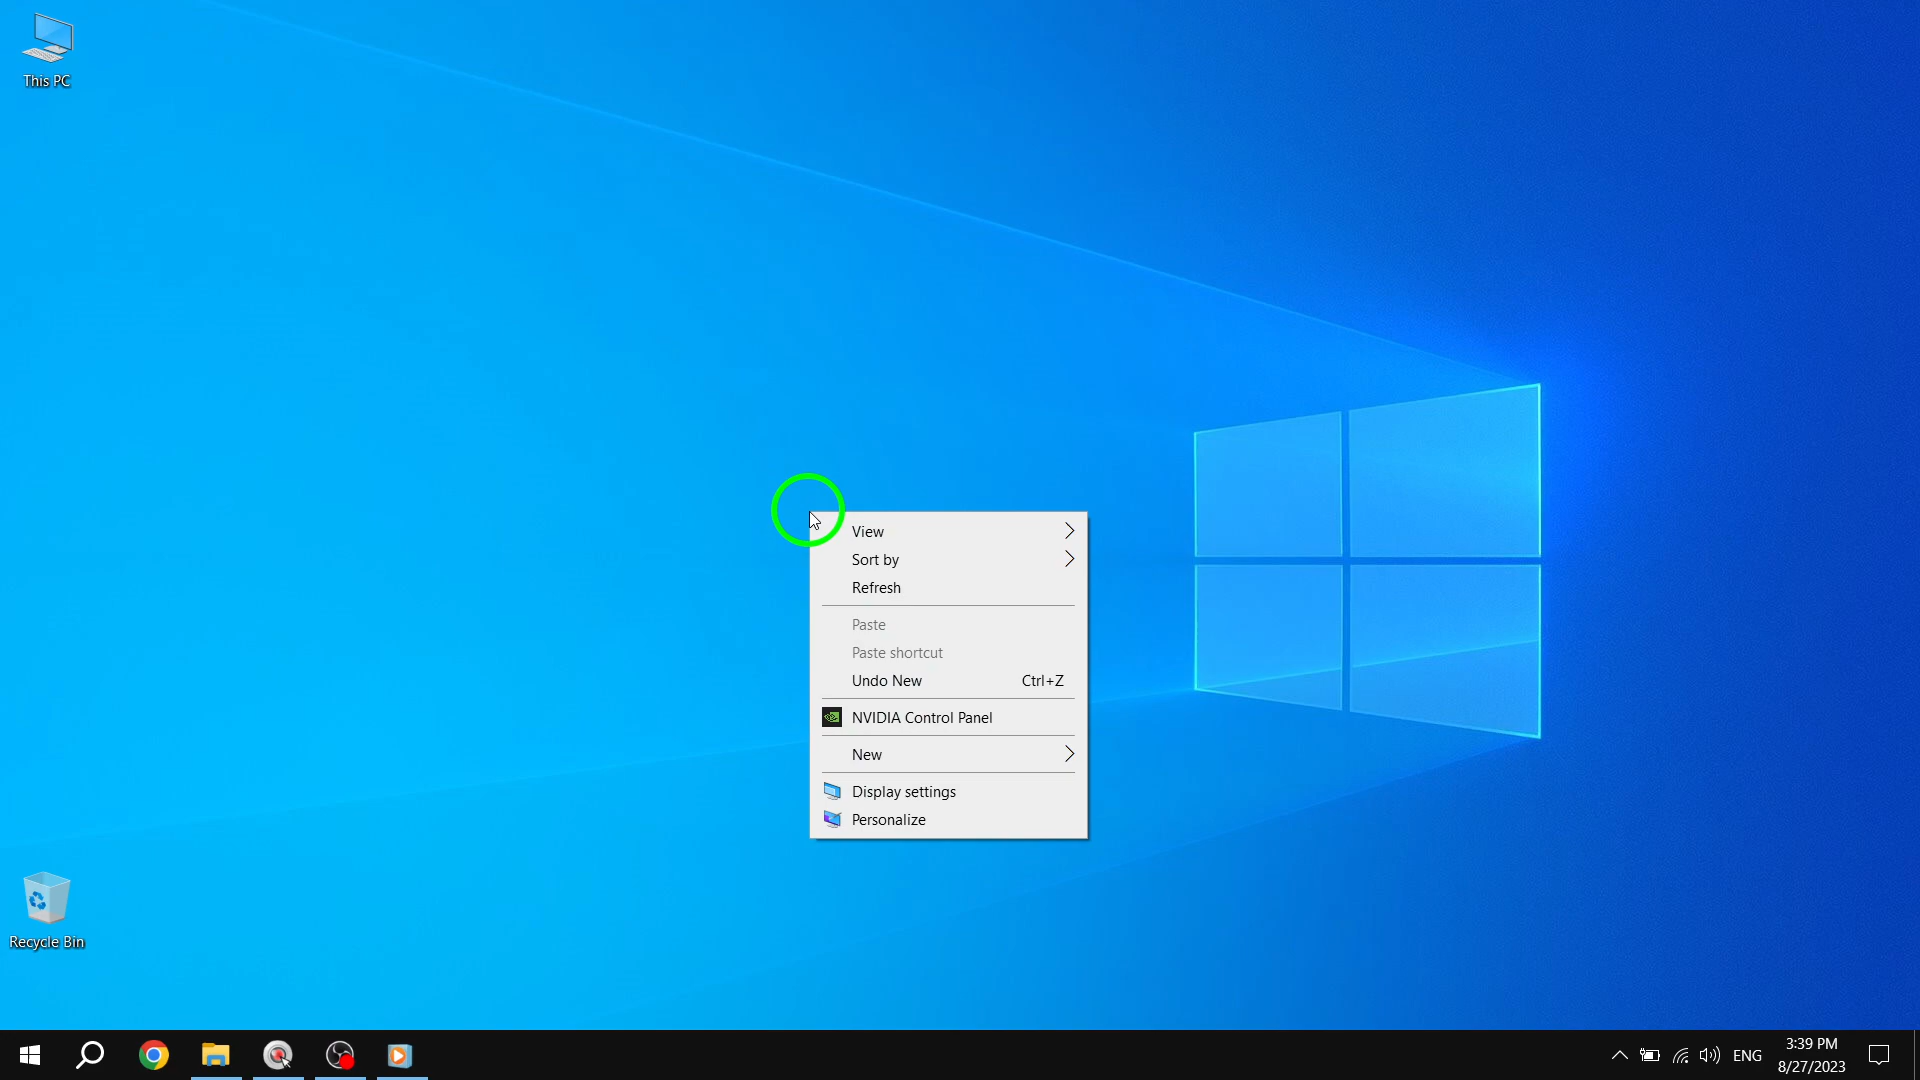 This PC
View
Sort by
Refresh
Paste
Paste shortcut
Undo New Ctrl+Z
NVIDIA Control Panel
New
Display settings
Personalize
Recycle Bin
ENG
3:39 PM
8/27/2023